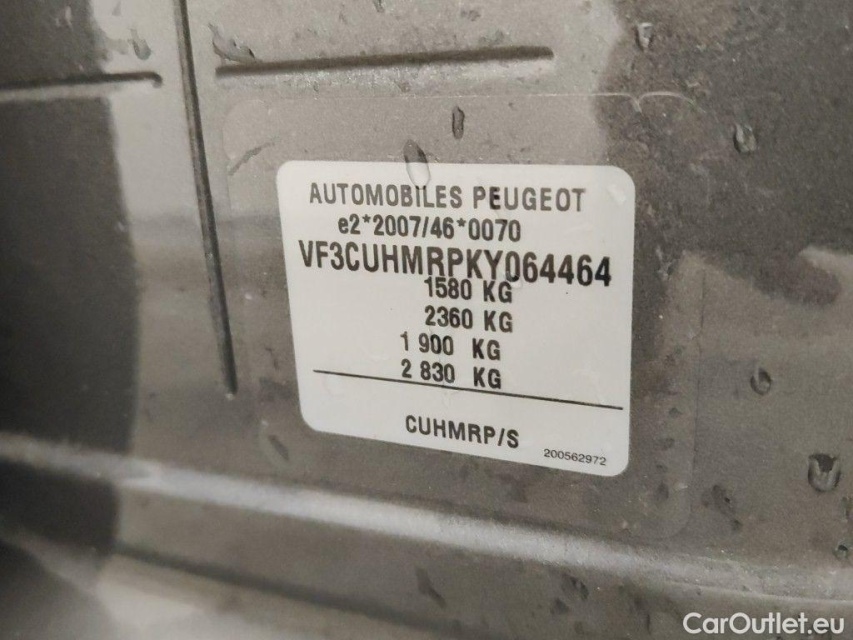 AUTOMOBILES PEUGEOT
e2*2007/46*0070
VF3CUHMRPKY064464
1580 KG
2360 KG
1 900 KG
2 830 KG
CUHMRP/S
200562972
CarOutlet.eu